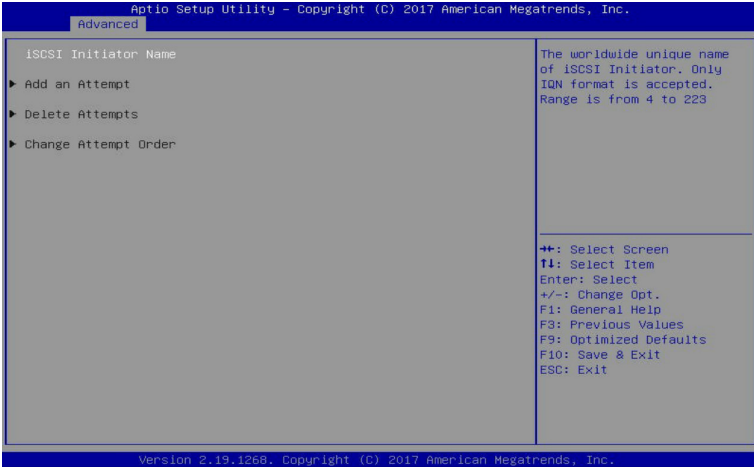 Aptio Setup Utility – Copyright (C) 2017 American Megatrends, Inc.
Advanced
iSCSI Initiator Name
▶ Add an Attempt
▶ Delete Attempts
▶ Change Attempt Order
The worldwide unique name
of iSCSI Initiator. Only
IQN format is accepted.
Range is from 4 to 223
→←: Select Screen
↑↓: Select Item
Enter: Select
+/-: Change Opt.
F1: General Help
F3: Previous Values
F9: Optimized Defaults
F10: Save & Exit
ESC: Exit
Version 2.19.1268. Copyright (C) 2017 American Megatrends, Inc.